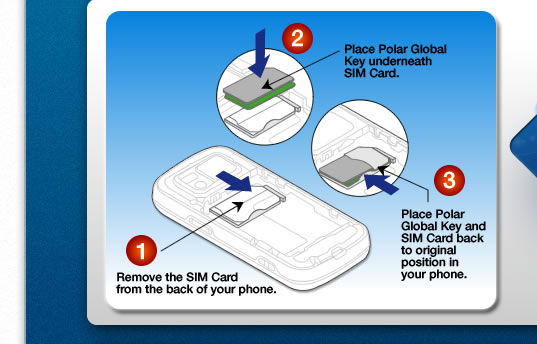 1
Remove the SIM Card
from the back of your phone.
2
Place Polar Global
Key underneath
SIM Card.
3
Place Polar
Global Key and
SIM Card back
to original
position in
your phone.